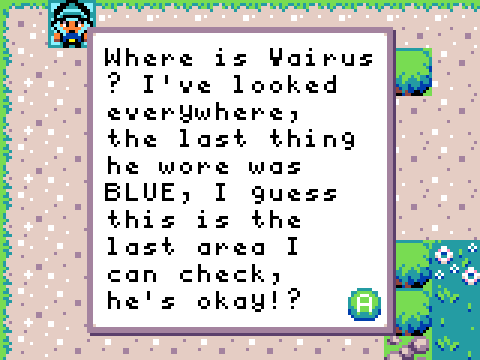 Where is Wairus
? I've looked
everywhere,
the last thing
he wore was
BLUE, I guess
this is the
last area I
can check,
he's okay!?
A